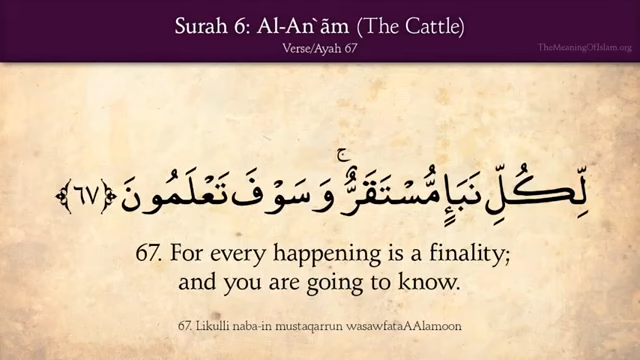 Surah 6: Al-An`ãm (The Cattle)
Verse/Ayah 67
TheMeaningOfIslam.org
لِّكُلِّ نَبَإٍ مُّسْتَقَرٌّ ۚ وَسَوْفَ تَعْلَمُونَ ﴿٦٧﴾
67. For every happening is a finality;
and you are going to know.
67. Likulli naba-in mustaqarrun wasawfataAAlamoon